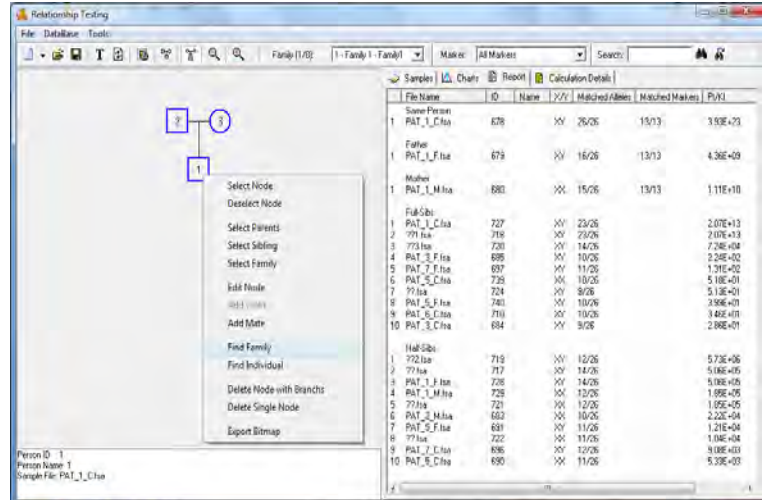 Relationship Testing
File DataBase Tools
T Family (1/8): 1 - Family 1 - Family1 Marker: All Markers Search:
Samples Charts Report Calculation Details
File Name ID Name X/Y Matched Alleles Matched Markers PI/KI
Same Person
1 PAT_1_C.fsa 678 XY 26/26 13/13 3.93E+23
Father
1 PAT_1_F.fsa 679 XY 16/26 13/13 4.36E+09
Mother
1 PAT_1_M.fsa 680 XX 15/26 13/13 1.11E+10
Full-Sibs
1 PAT_1_C.fsa 727 XY 23/26 2.07E+13
2 ??1.fsa 718 XY 23/26 2.07E+13
3 ??3.fsa 720 XY 14/26 7.24E+04
4 PAT_3_F.fsa 685 XY 10/26 2.24E+02
5 697 XY 11/26 1.31E+02
6 PAT_5_C.fsa 739 XX 10/26 5.18E+01
7 ??.fsa 724 XY 9/26 5.13E+01
8 PAT_5_F.fsa 740 XY 10/26 3.99E+01
9 PAT_6_C.fsa 710 XY 10/26 3.46E+01
10 PAT_3_C.fsa 684 XY 9/26 2.86E+01
Half-Sibs
1 ??2.fsa 719 XY 12/26 5.73E+06
2 ??.fsa 717 XY 14/26 5.06E+05
3 PAT_1_F.fsa 728 XY 14/26 5.06E+05
4 PAT_1_M.fsa 729 XX 12/26 1.85E+05
5 ??.fsa 721 XX 12/26 1.85E+05
6 PAT_2_M.fsa 683 XX 10/26 2.22E+04
7 PAT_5_F.fsa 691 XY 11/26 1.21E+04
8 ??.fsa 722 XX 11/26 1.04E+04
9 PAT_7_C.fsa 696 XY 12/26 9.08E+03
10 PAT_5_C.fsa 690 XX 11/26 5.33E+03
2 3
1
Select Node
Deselect Node
Select Parents
Select Sibling
Select Family
Edit Node
Add Mate
Find Family
Find Individual
Delete Node with Branchs
Delete Single Node
Export Bitmap
Person ID : 1
Person Name: 1
Sample File: PAT_1_C.fsa